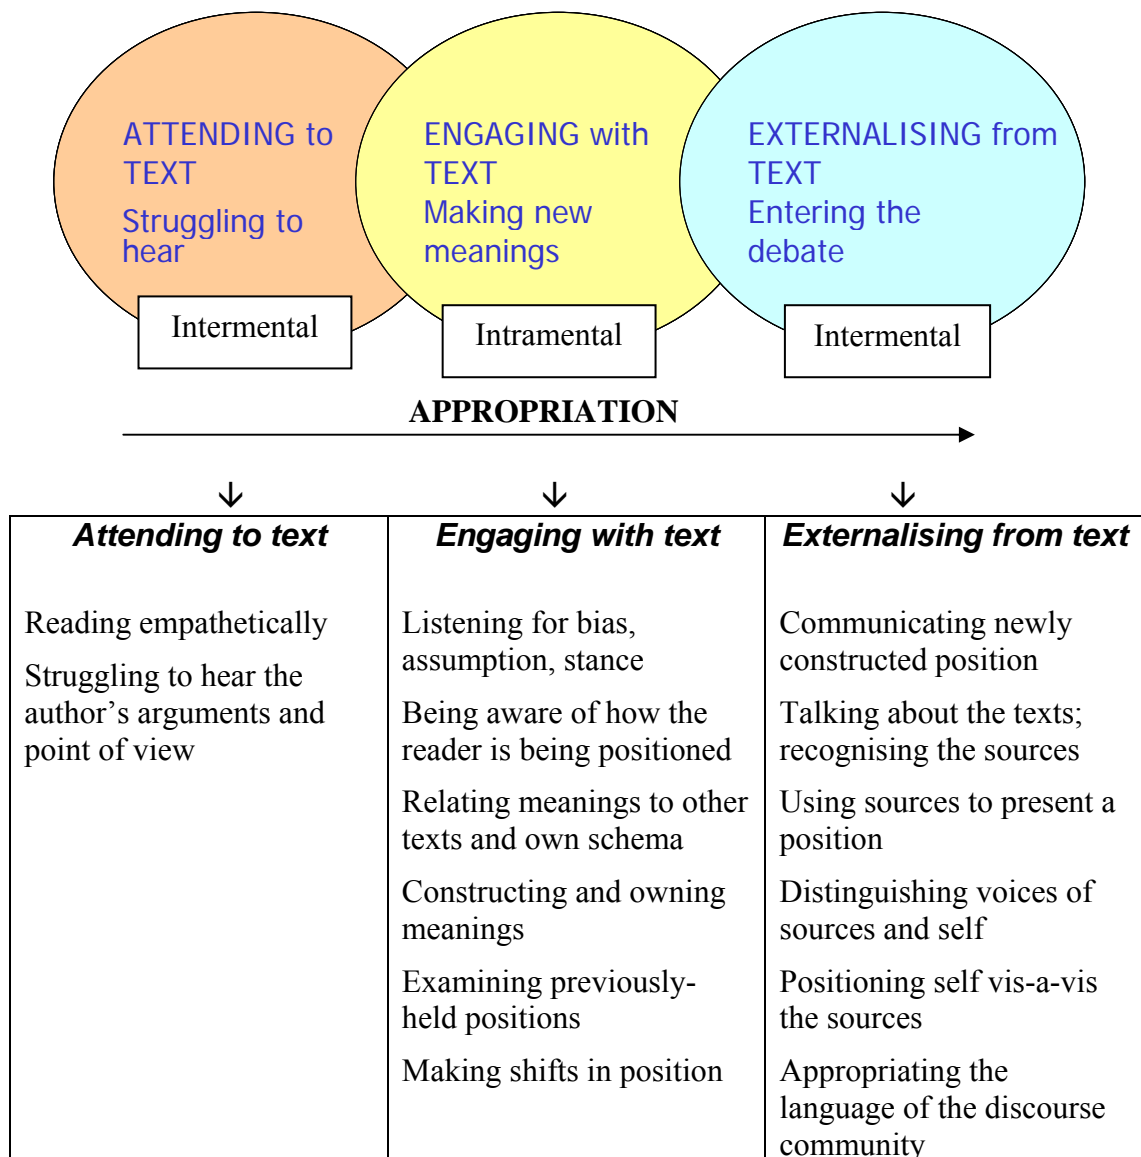 ATTENDING to
TEXT
Struggling to
hear
ENGAGING with
TEXT
Making new
meanings
EXTERNALISING from
TEXT
Entering the
debate
Intermental
Intramental
Intermental
APPROPRIATION
Attending to text
Reading empathetically
Struggling to hear the
author’s arguments and
point of view
Engaging with text
Listening for bias,
assumption, stance
Being aware of how the
reader is being positioned
Relating meanings to other
texts and own schema
Constructing and owning
meanings
Examining previously-
held positions
Making shifts in position
Externalising from text
Communicating newly
constructed position
Talking about the texts;
recognising the sources
Using sources to present a
position
Distinguishing voices of
sources and self
Positioning self vis-a-vis
the sources
Appropriating the
language of the discourse
community